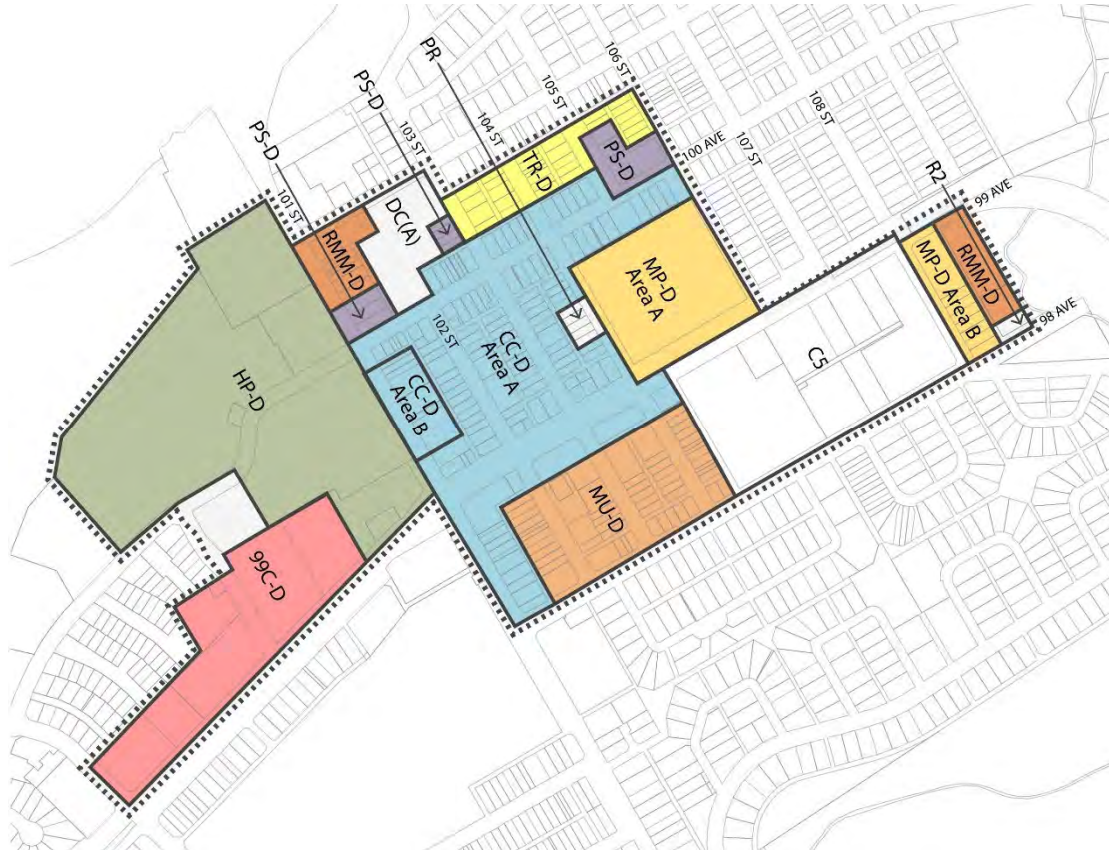 PR
PS-D
PS-D
101 ST
103 ST
104 ST
105 ST
106 ST
100 AVE
107 ST
108 ST
R2
99 AVE
98 AVE
TR-D
PS-D
DC(A)
RMM-D
MP-D
Area A
RMM-D
MP-D Area B
102 ST
CC-D
Area A
CC-D
Area B
C5
HP-D
MU-D
99C-D